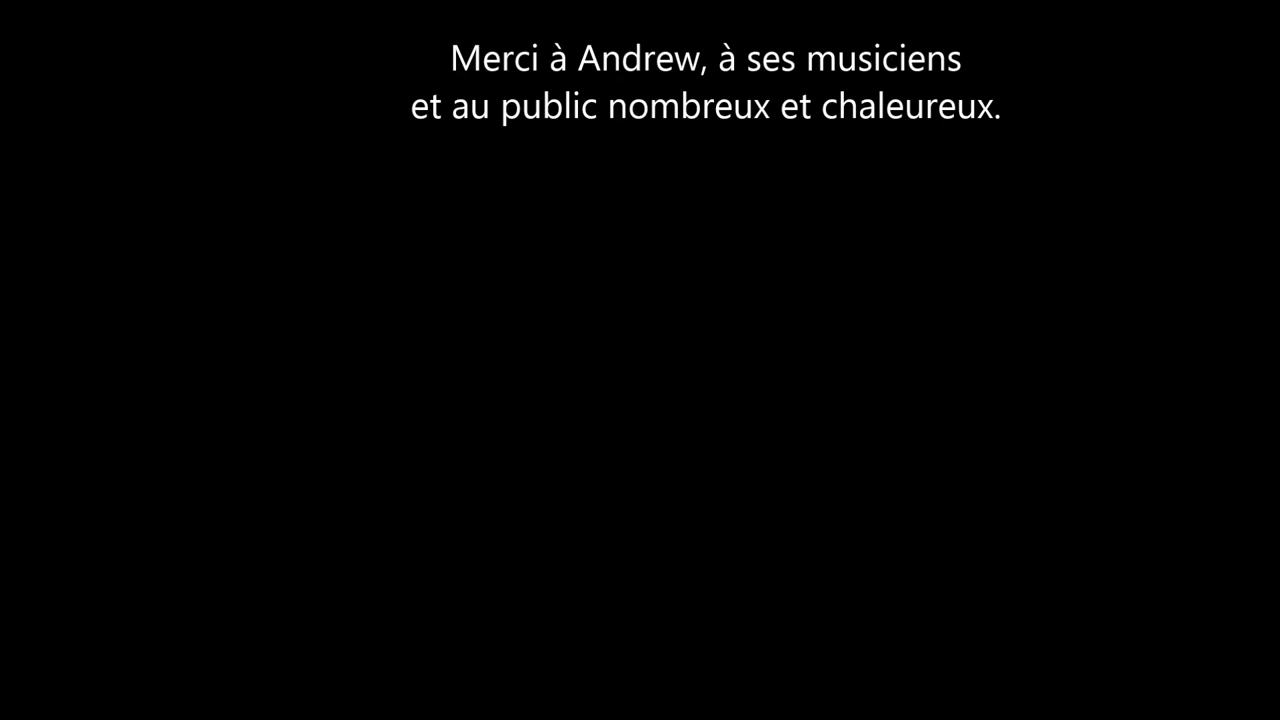 Merci à Andrew, à ses musiciens
et au public nombreux et chaleureux.